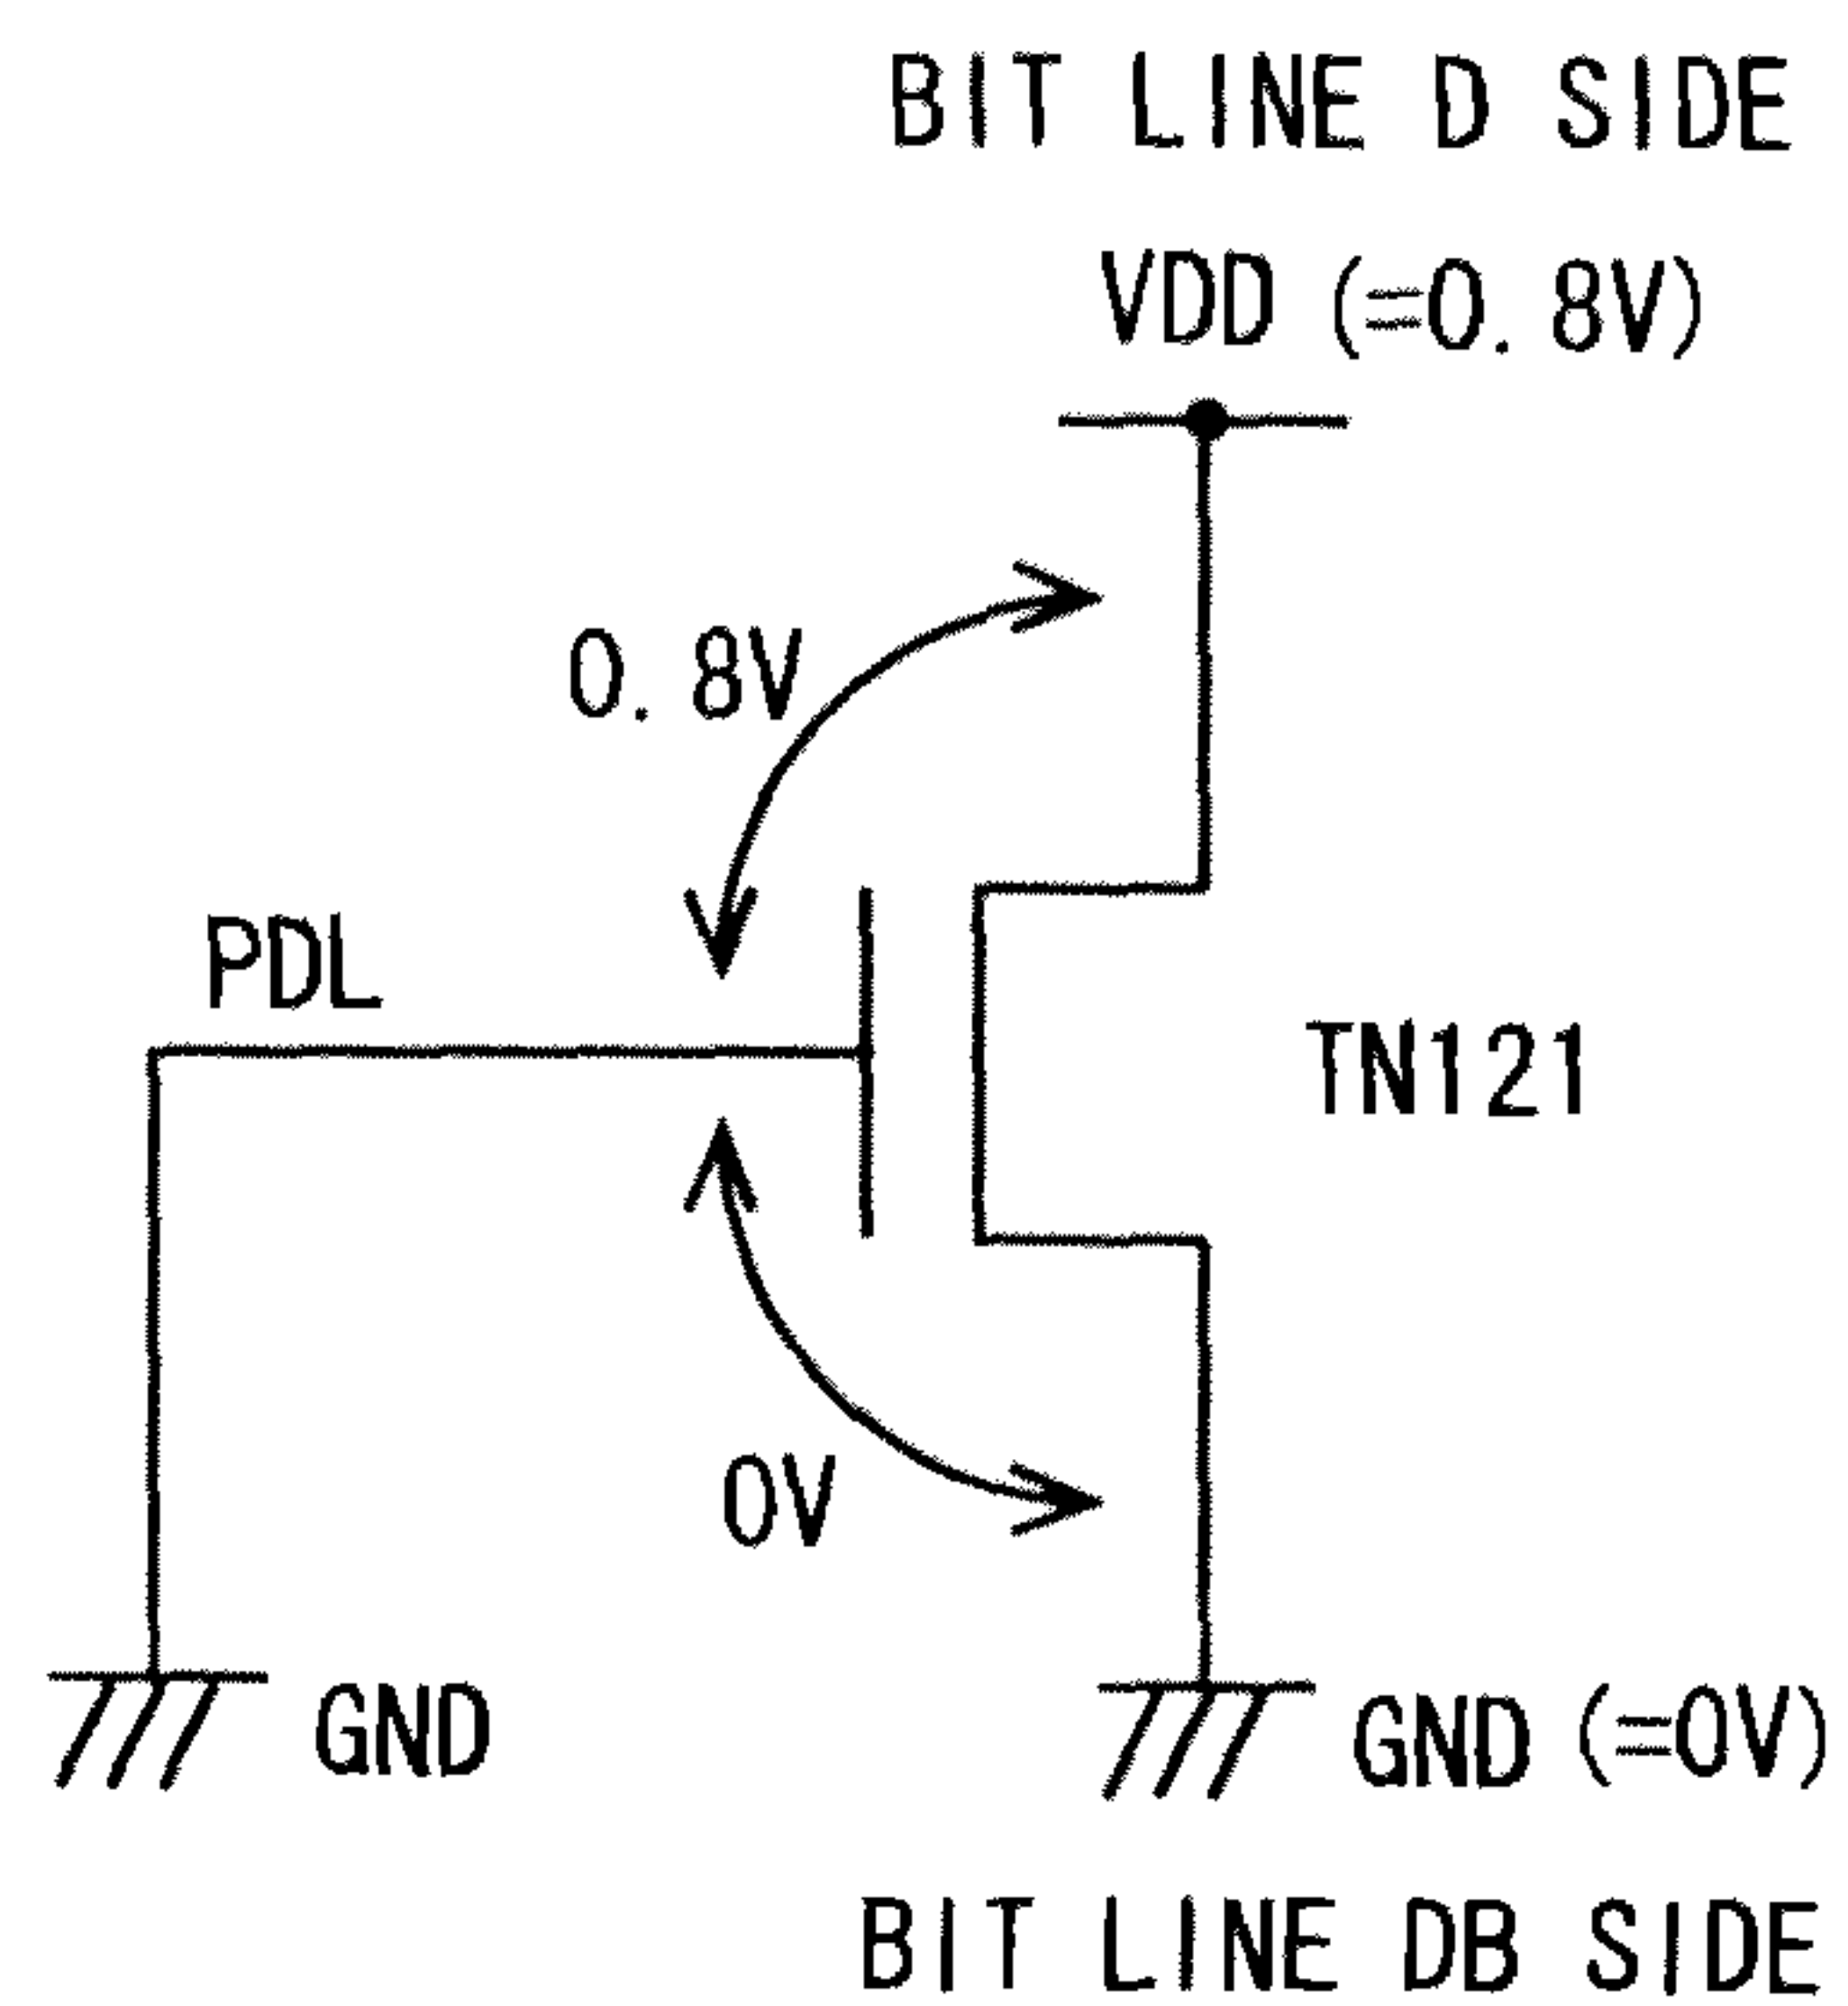 BIT LINE D SIDE
VDD (=0.8V)
0.8V
PDL
TN121
0V
GND
GND (=0V)
BIT LINE DB SIDE